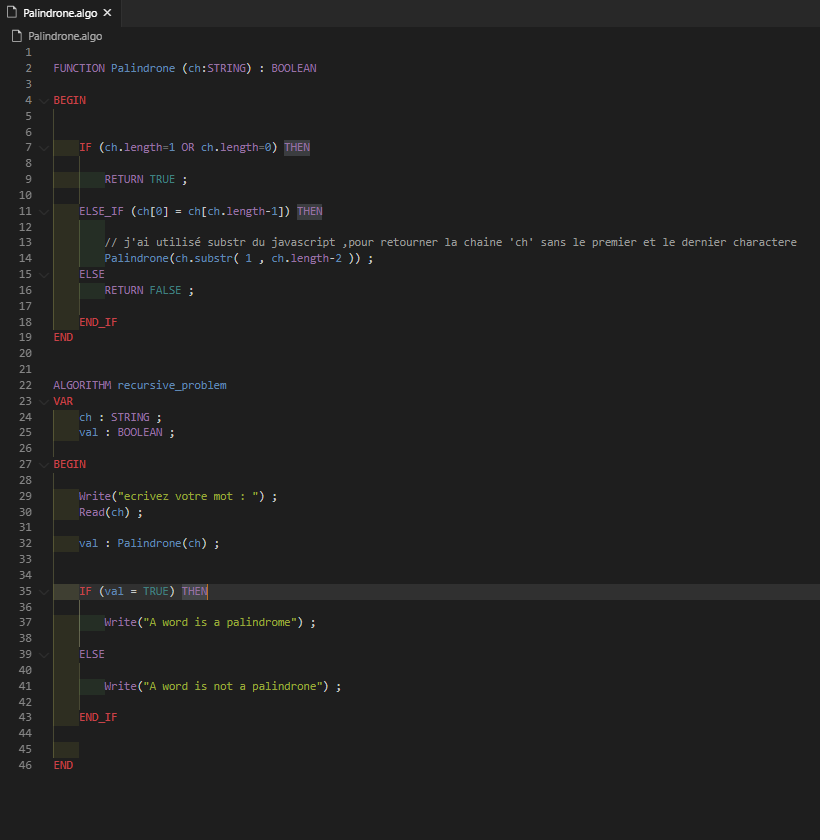 Palindrone.algo ×
Palindrone.algo
1
2 FUNCTION Palindrone (ch:STRING) : BOOLEAN
3
4 BEGIN
5
6
7 IF (ch.length=1 OR ch.length=0) THEN
8
9 RETURN TRUE ;
10
11 ELSE_IF (ch[0] = ch[ch.length-1]) THEN
12
13 // j'ai utilisé substr du javascript ,pour retourner la chaine 'ch' sans le premier et le dernier charactere
14 Palindrone(ch.substr( 1 , ch.length-2 )) ;
15 ELSE
16 RETURN FALSE ;
17
18 END_IF
19 END
20
21
22 ALGORITHM recursive_problem
23 VAR
24 ch : STRING ;
25 val : BOOLEAN ;
26
27 BEGIN
28
29 Write("ecrivez votre mot : ") ;
30 Read(ch) ;
31
32 val : Palindrone(ch) ;
33
34
35 IF (val = TRUE) THEN
36
37 Write("A word is a palindrome") ;
38
39 ELSE
40
41 Write("A word is not a palindrone") ;
42
43 END_IF
44
45
46 END